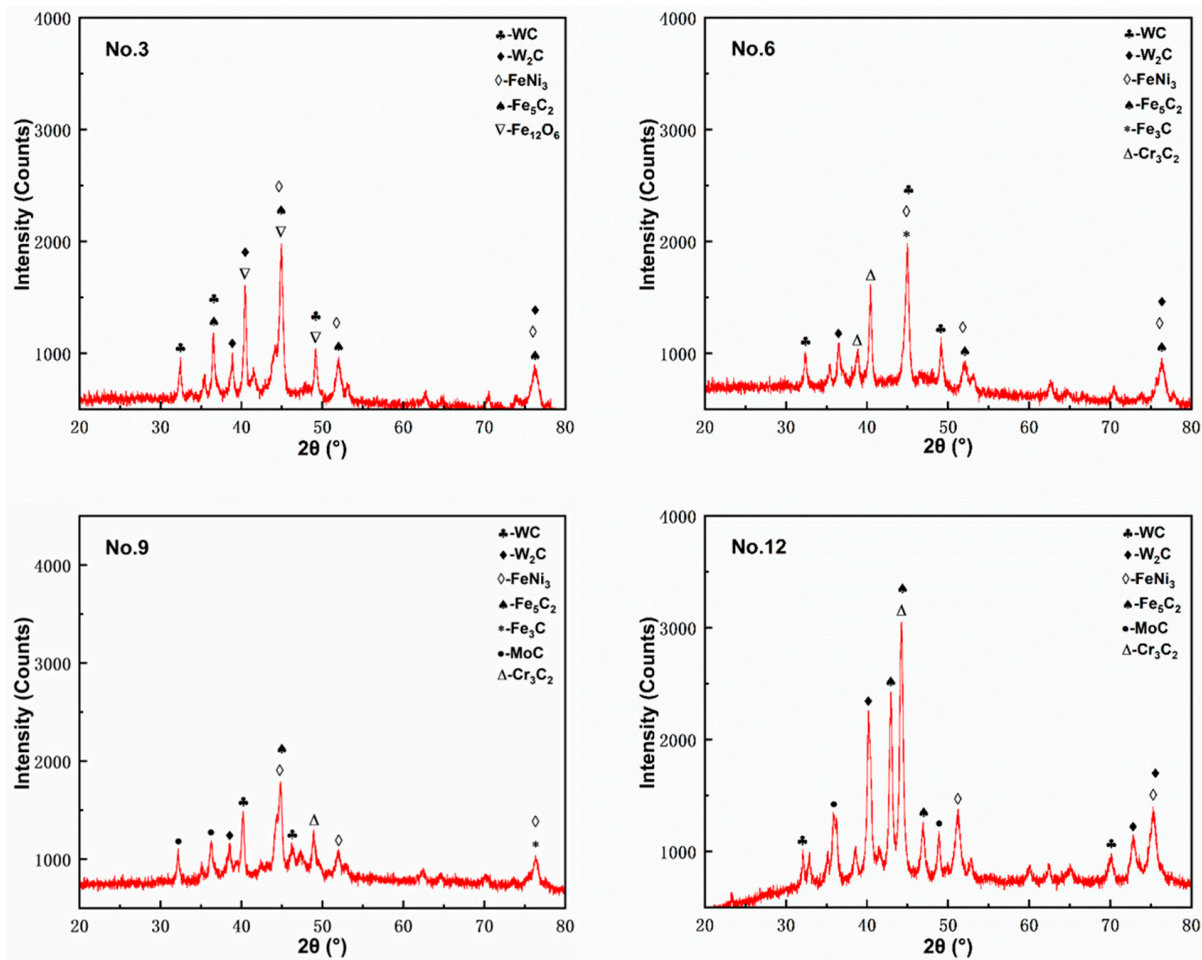 No.3
♣-WC
♦-W₂C
◊-FeNi₃
♠-Fe₅C₂
▽-Fe₁₂O₆
4000
3000
2000
1000
Intensity (Counts)
20 30 40 50 60 70 80
2θ (°)
No.6
♣-WC
♦-W₂C
◊-FeNi₃
♠-Fe₅C₂
*-Fe₃C
Δ-Cr₃C₂
4000
3000
2000
1000
Intensity (Counts)
20 30 40 50 60 70 80
2θ (°)
No.9
♣-WC
♦-W₂C
◊-FeNi₃
♠-Fe₅C₂
*-Fe₃C
●-MoC
Δ-Cr₃C₂
4000
3000
2000
1000
Intensity (Counts)
20 30 40 50 60 70 80
2θ (°)
No.12
♣-WC
♦-W₂C
◊-FeNi₃
♠-Fe₅C₂
●-MoC
Δ-Cr₃C₂
4000
3000
2000
1000
Intensity (Counts)
20 30 40 50 60 70 80
2θ (°)